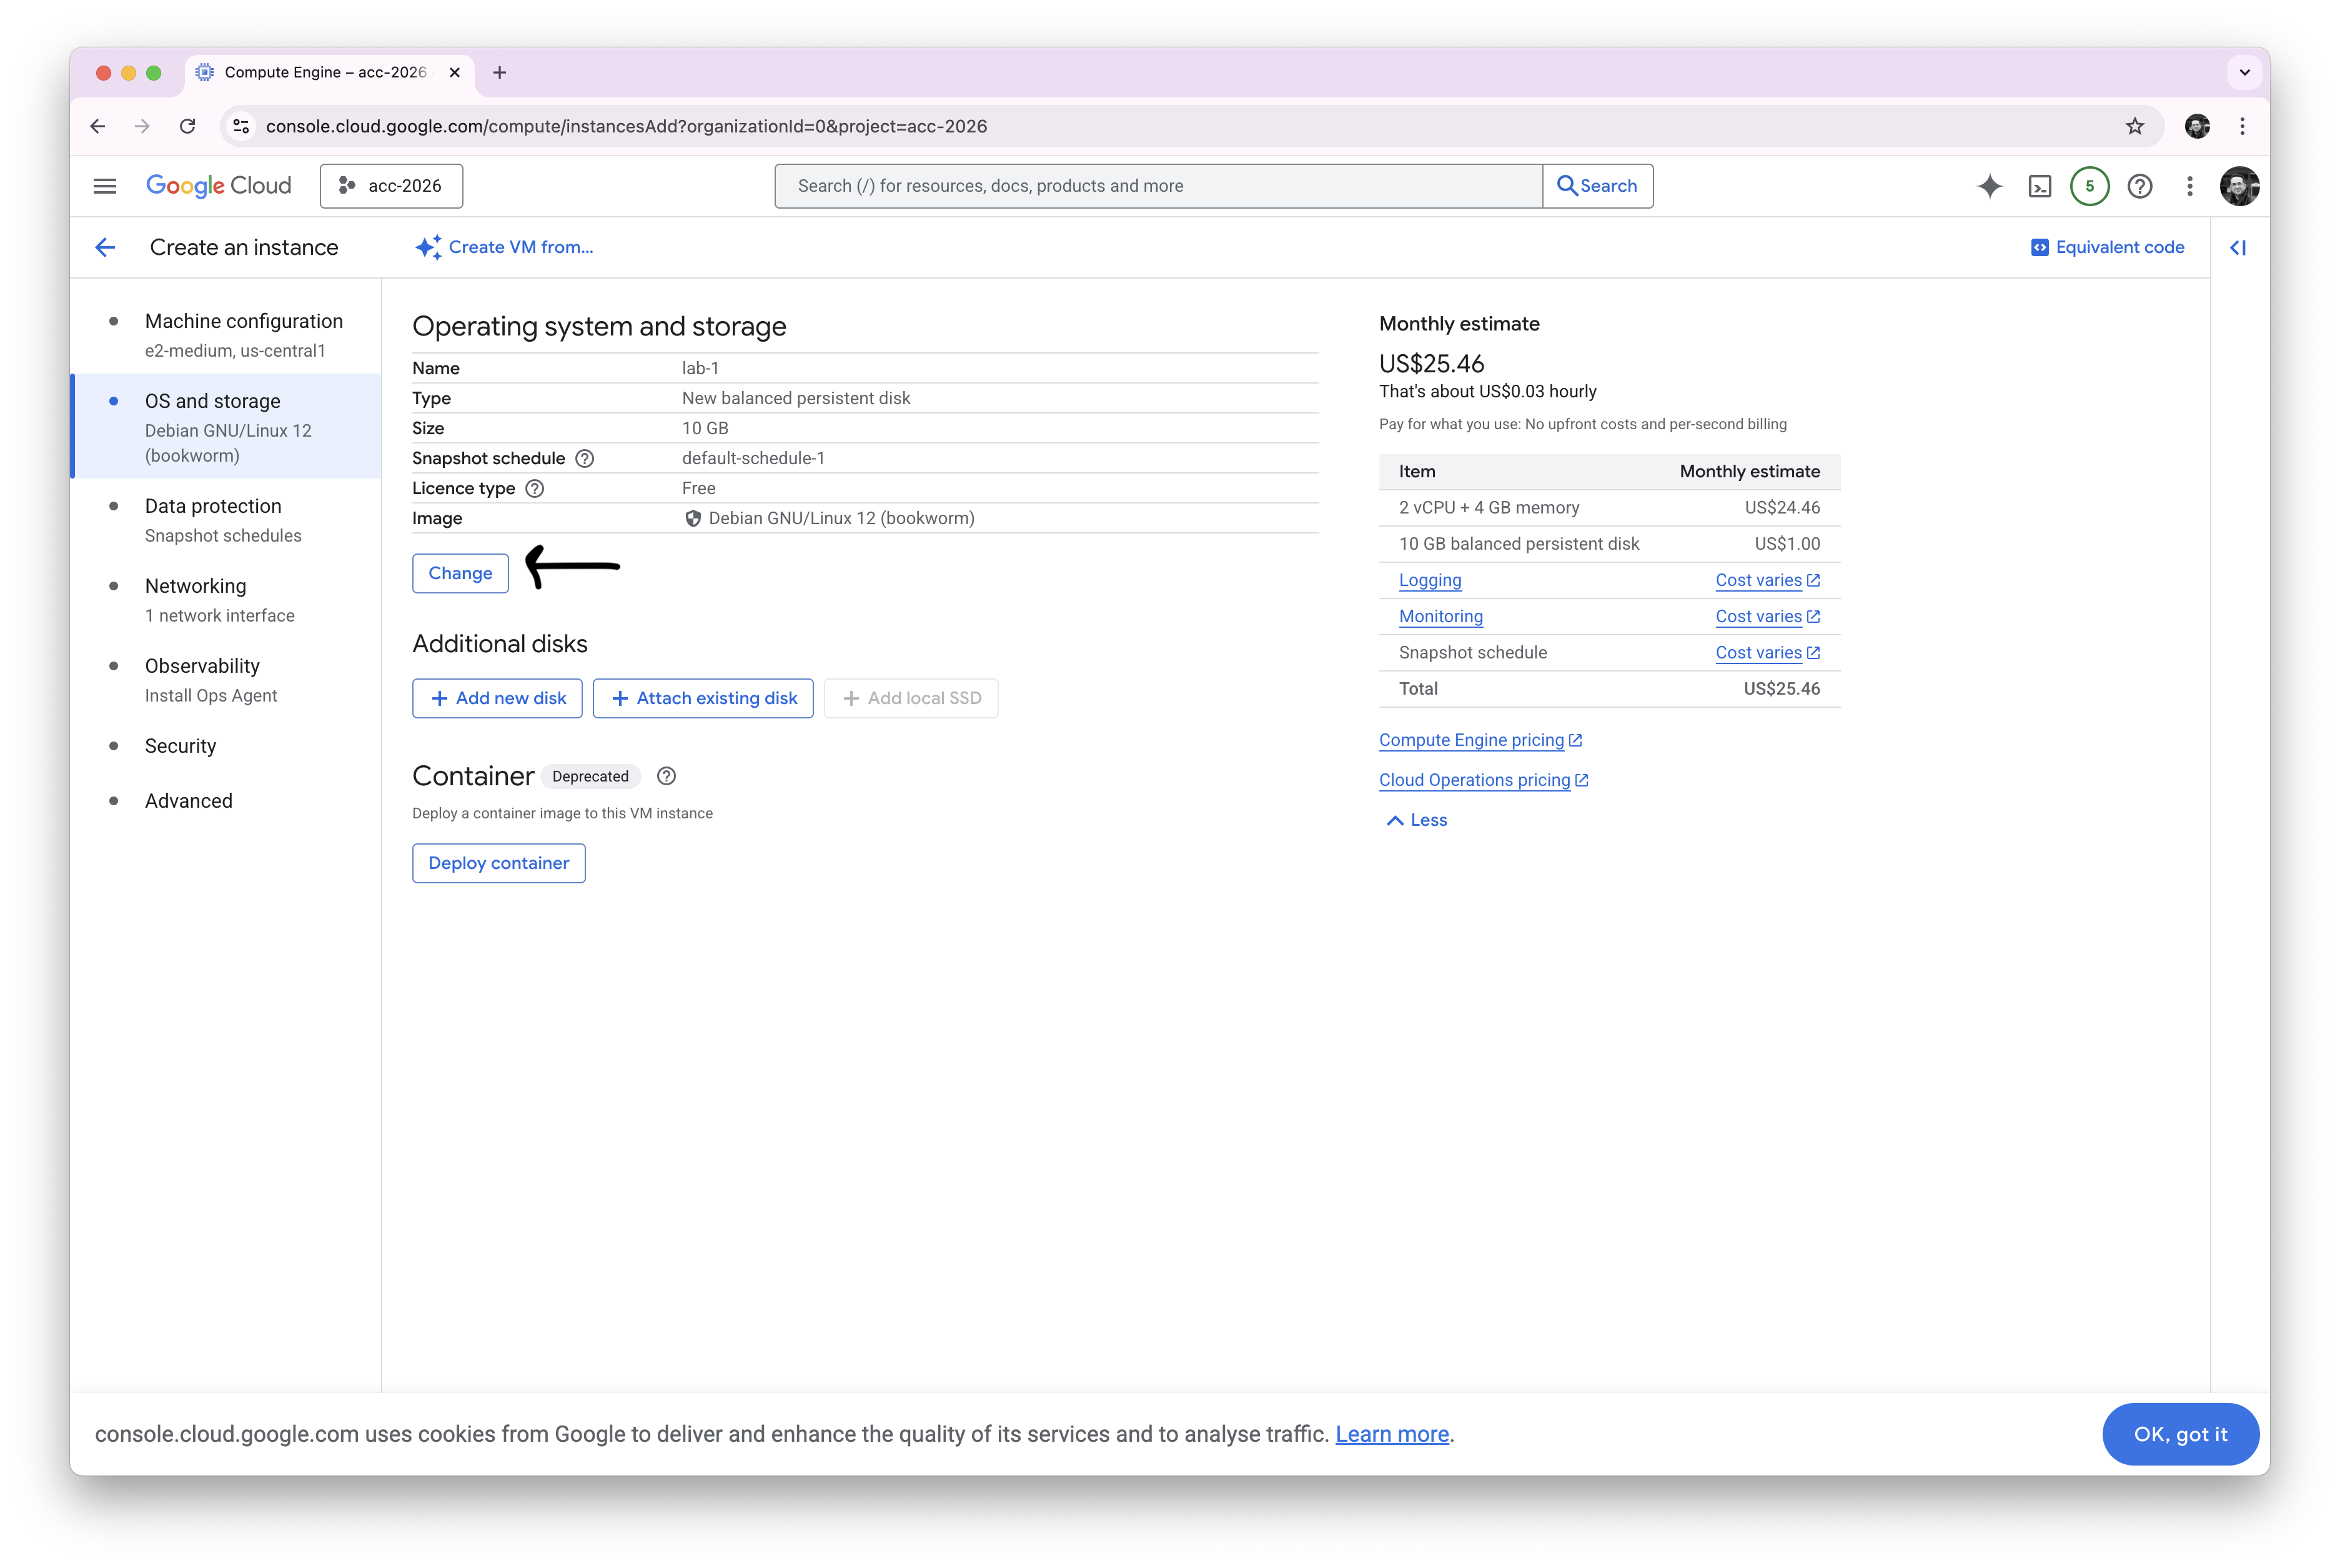 Compute Engine – acc-2026
console.cloud.google.com/compute/instancesAdd?organizationId=0&project=acc-2026
Google Cloud
acc-2026
Search (/) for resources, docs, products and more
Search
5
Create an instance
Create VM from...
Equivalent code
Machine configuration
e2-medium, us-central1
OS and storage
Debian GNU/Linux 12
(bookworm)
Data protection
Snapshot schedules
Networking
1 network interface
Observability
Install Ops Agent
Security
Advanced
Operating system and storage
Name lab-1
Type New balanced persistent disk
Size 10 GB
Snapshot schedule default-schedule-1
Licence type Free
Image Debian GNU/Linux 12 (bookworm)
Change
Additional disks
Add new disk
Attach existing disk
Add local SSD
Container Deprecated
Deploy a container image to this VM instance
Deploy container
Monthly estimate
US$25.46
That's about US$0.03 hourly
Pay for what you use: No upfront costs and per-second billing
Item Monthly estimate
2 vCPU + 4 GB memory US$24.46
10 GB balanced persistent disk US$1.00
Logging Cost varies
Monitoring Cost varies
Snapshot schedule Cost varies
Total US$25.46
Compute Engine pricing
Cloud Operations pricing
Less
console.cloud.google.com uses cookies from Google to deliver and enhance the quality of its services and to analyse traffic. Learn more.
OK, got it